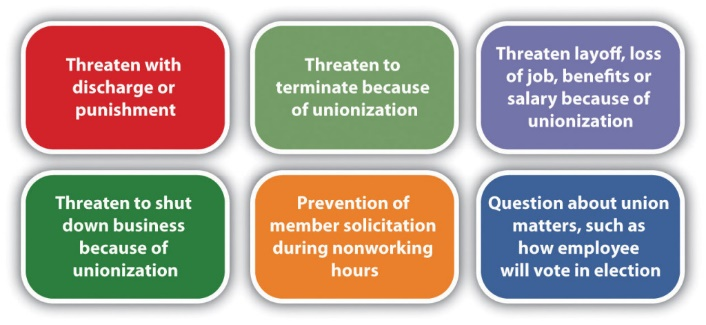 Threaten with
discharge or
punishment
Threaten to
terminate because
of unionization
Threaten layoff, loss
of job, benefits or
salary because of
unionization
Threaten to shut
down business
because of
unionization
Prevention of
member solicitation
during nonworking
hours
Question about union
matters, such as
how employee
will vote in election